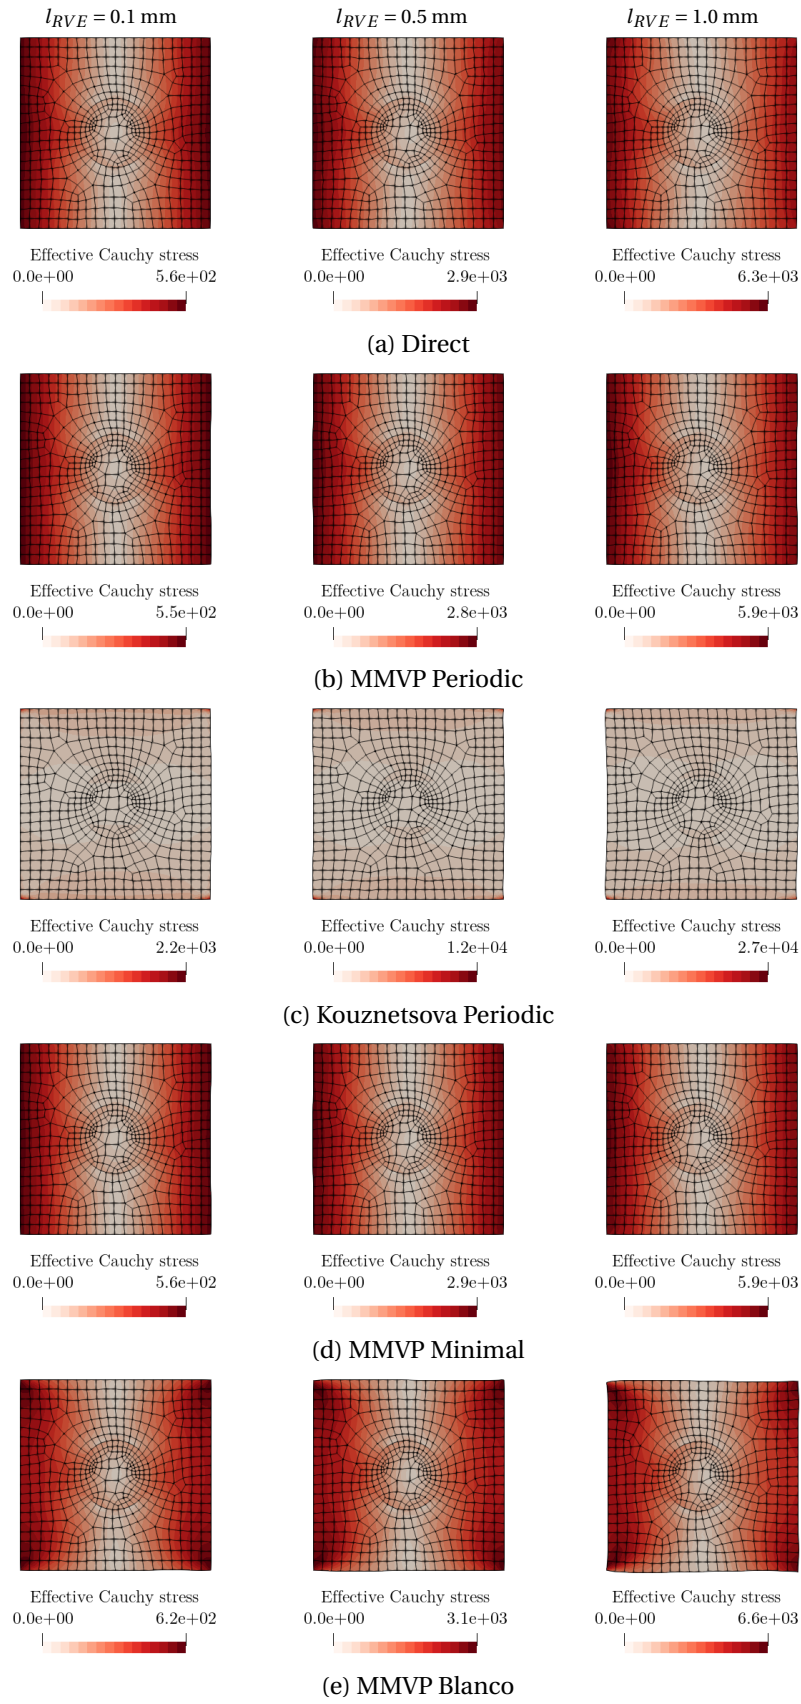 l_{RVE} = 0.1 mm l_{RVE} = 0.5 mm l_{RVE} = 1.0 mm
Effective Cauchy stress Effective Cauchy stress Effective Cauchy stress
0.0e+00 5.6e+02 0.0e+00 2.9e+03 0.0e+00 6.3e+03
(a) Direct
Effective Cauchy stress Effective Cauchy stress Effective Cauchy stress
0.0e+00 5.5e+02 0.0e+00 2.8e+03 0.0e+00 5.9e+03
(b) MMVP Periodic
Effective Cauchy stress Effective Cauchy stress Effective Cauchy stress
0.0e+00 2.2e+03 0.0e+00 1.2e+04 0.0e+00 2.7e+04
(c) Kouznetsova Periodic
Effective Cauchy stress Effective Cauchy stress Effective Cauchy stress
0.0e+00 5.6e+02 0.0e+00 2.9e+03 0.0e+00 5.9e+03
(d) MMVP Minimal
Effective Cauchy stress Effective Cauchy stress Effective Cauchy stress
0.0e+00 6.2e+02 0.0e+00 3.1e+03 0.0e+00 6.6e+03
(e) MMVP Blanco